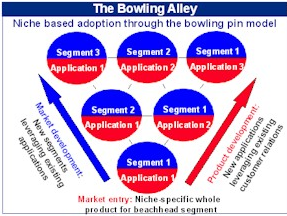 The Bowling Alley
Niche based adoption through the bowling pin model
Segment 3
Application 1
Segment 2
Application 2
Segment 1
Application 3
Segment 2
Application 1
Segment 1
Application 2
Segment 1
Application 1
Market development:
New segments
leveraging existing
applications
Product development:
New applications
leveraging existing
customer relations
Market entry: Niche-specific whole
product for beachhead segment